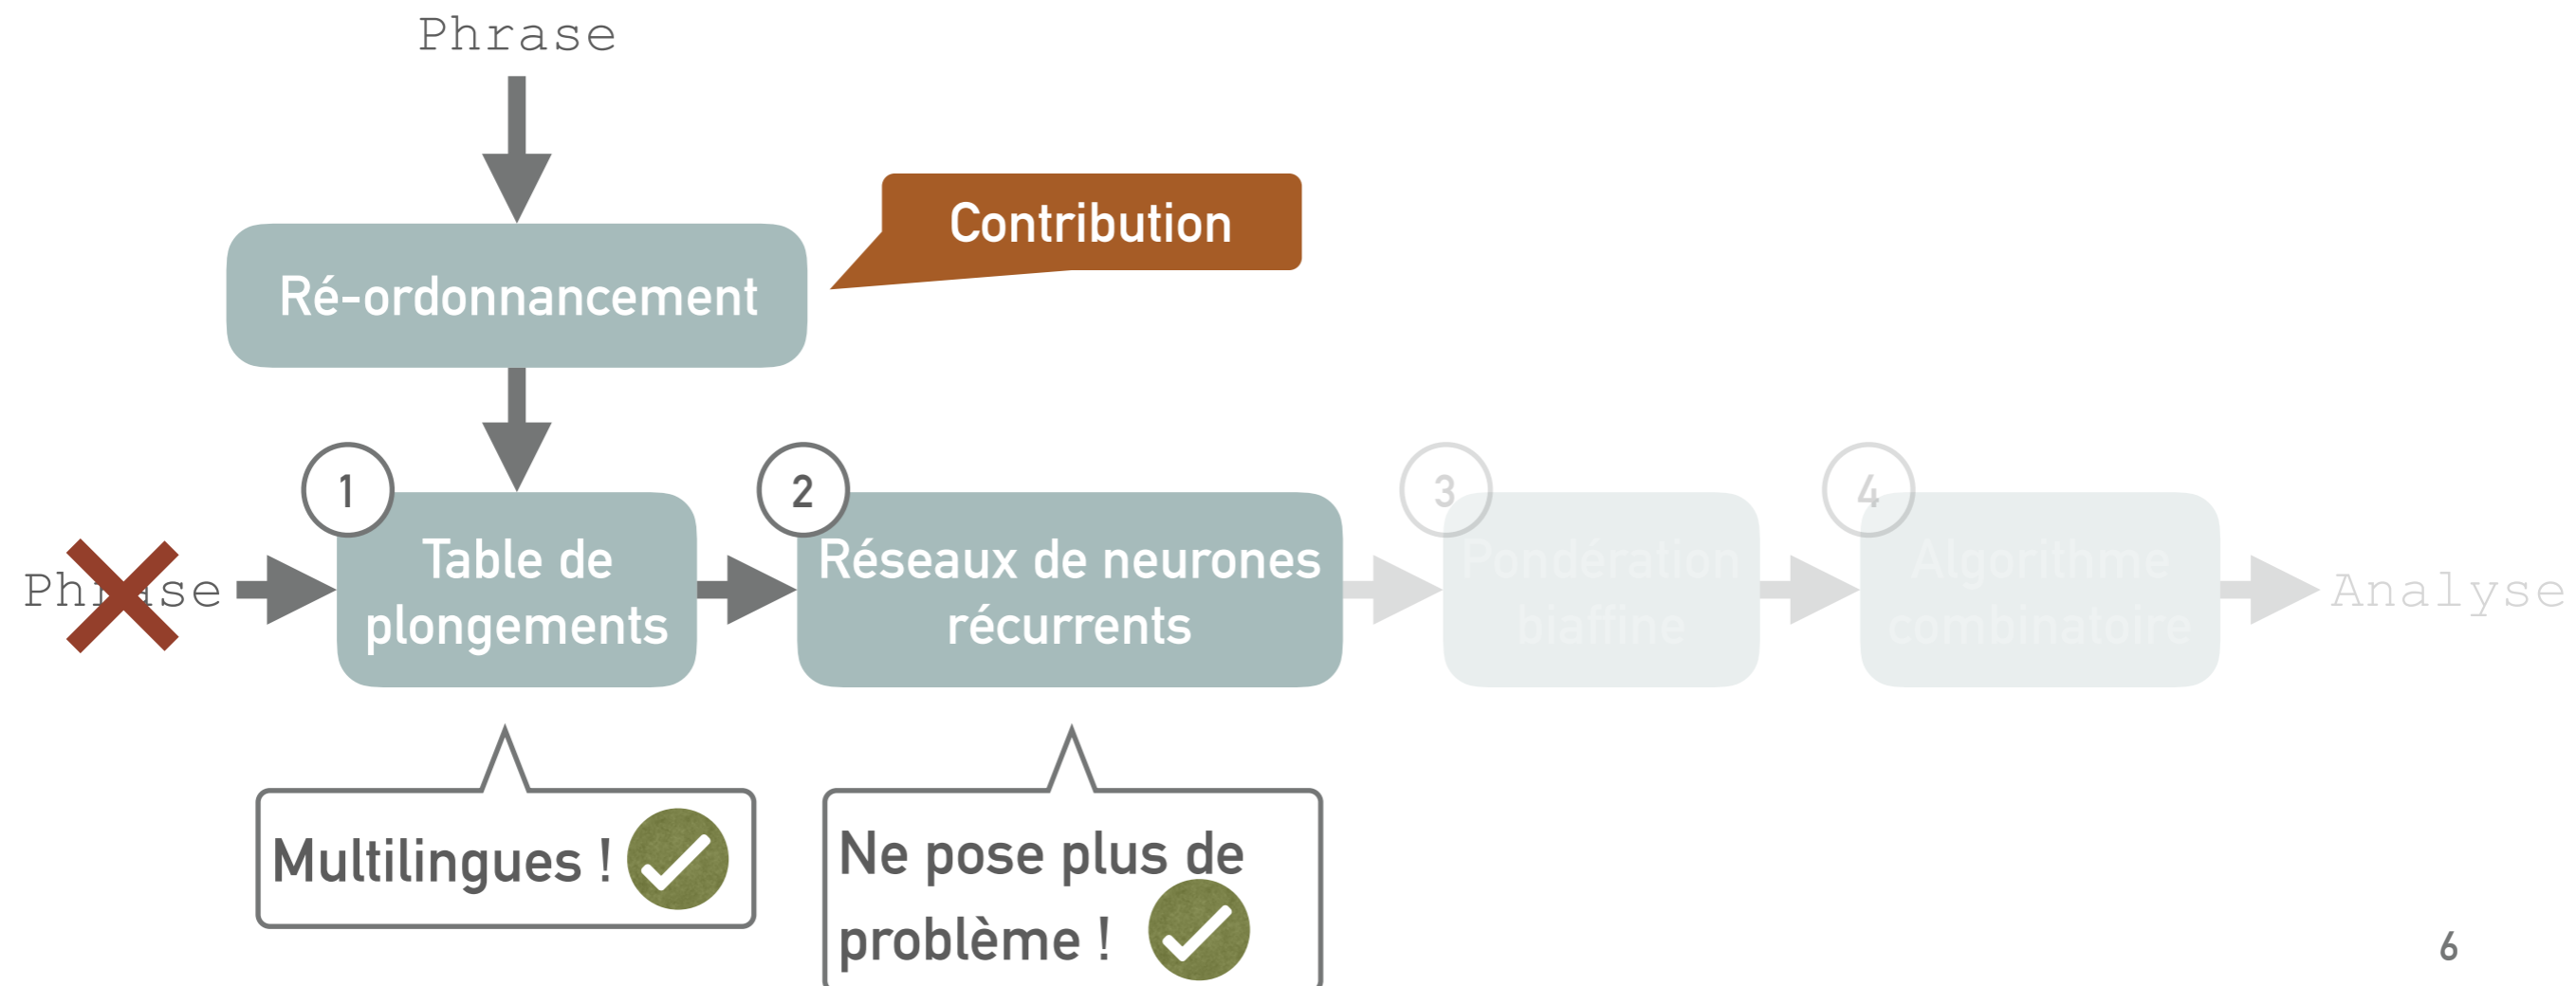 Phrase
Contribution
Ré-ordonnancement
1
2
3
4
Phrase
Table de
plongements
Réseaux de neurones
récurrents
Pondération
biaffine
Algorithme
combinatoire
Analyse
Multilingues !
Ne pose plus de
problème !
6